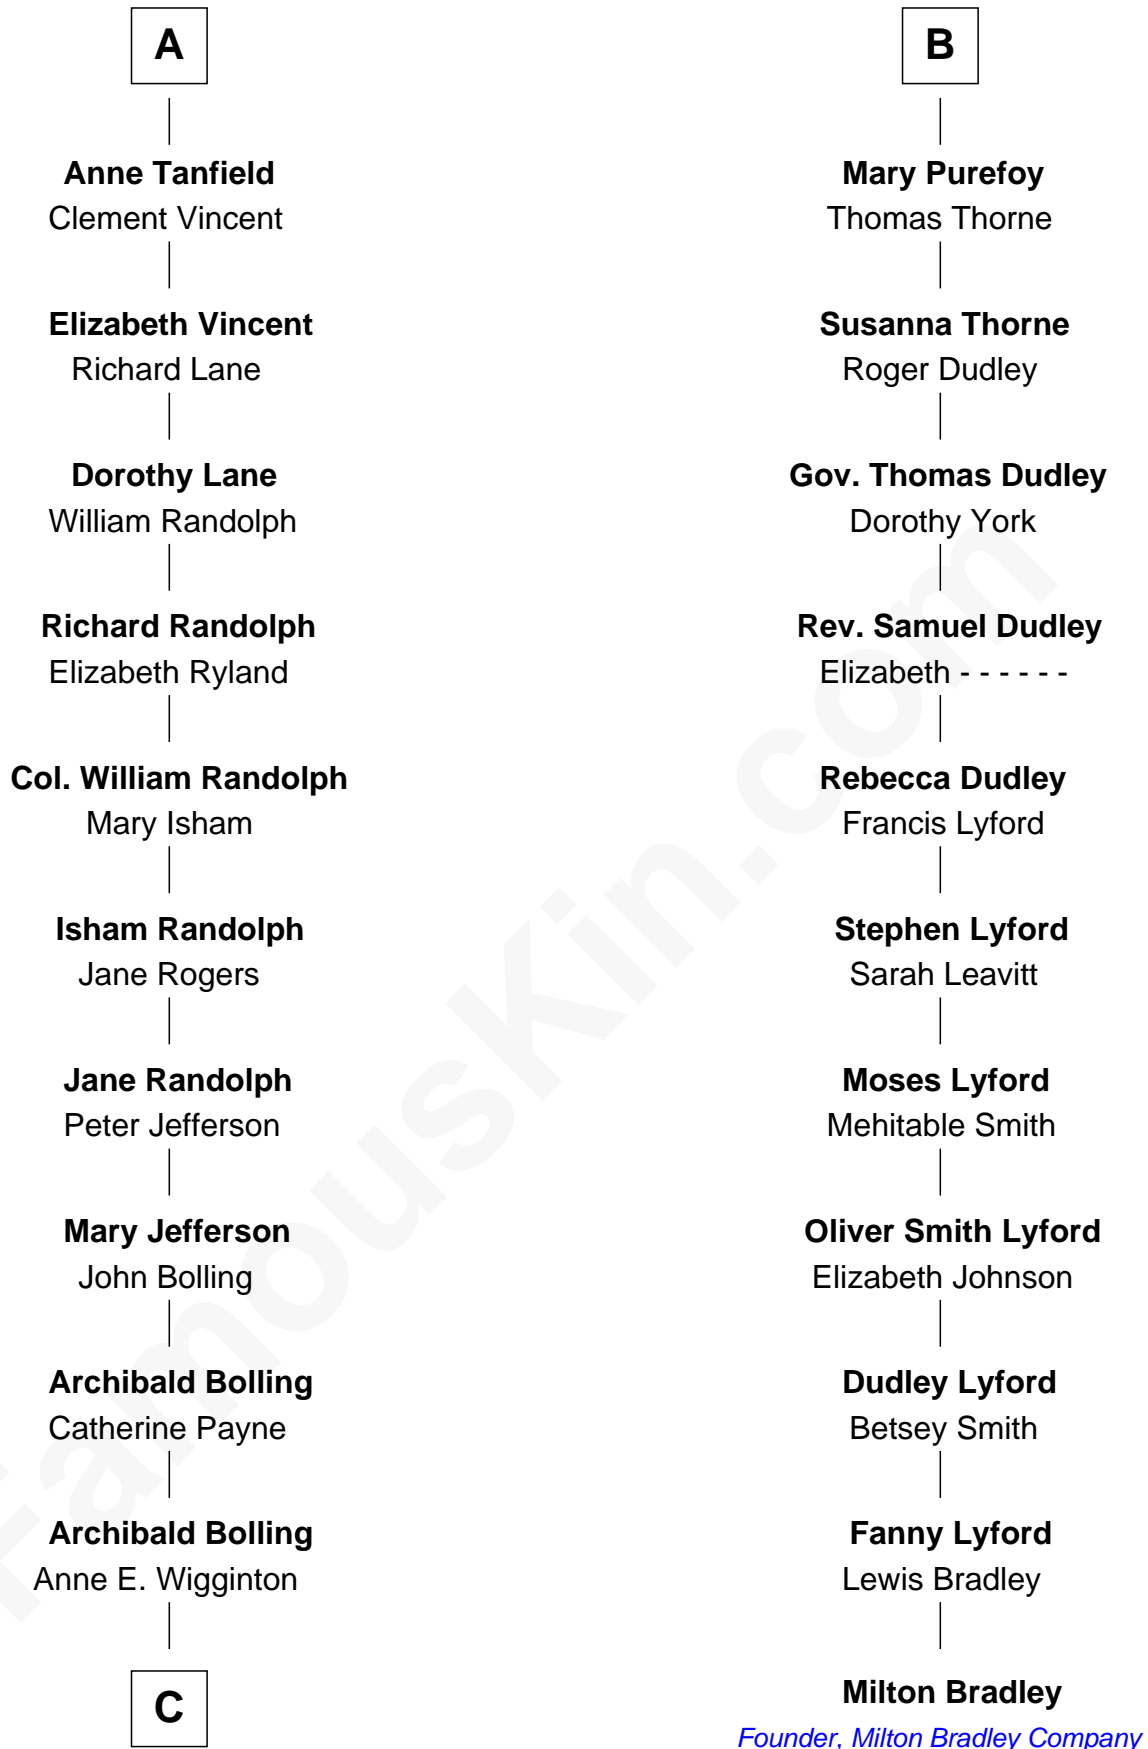 A
Anne Tanfield
Clement Vincent
Elizabeth Vincent
Richard Lane
Dorothy Lane
William Randolph
Richard Randolph
Elizabeth Ryland
Col. William Randolph
Mary Isham
Isham Randolph
Jane Rogers
Jane Randolph
Peter Jefferson
Mary Jefferson
John Bolling
Archibald Bolling
Catherine Payne
Archibald Bolling
Anne E. Wigginton
C
B
Mary Purefoy
Thomas Thorne
Susanna Thorne
Roger Dudley
Gov. Thomas Dudley
Dorothy York
Rev. Samuel Dudley
Elizabeth - - - - - -
Rebecca Dudley
Francis Lyford
Stephen Lyford
Sarah Leavitt
Moses Lyford
Mehitable Smith
Oliver Smith Lyford
Elizabeth Johnson
Dudley Lyford
Betsey Smith
Fanny Lyford
Lewis Bradley
Milton Bradley
Founder, Milton Bradley Company
FamousKin.com